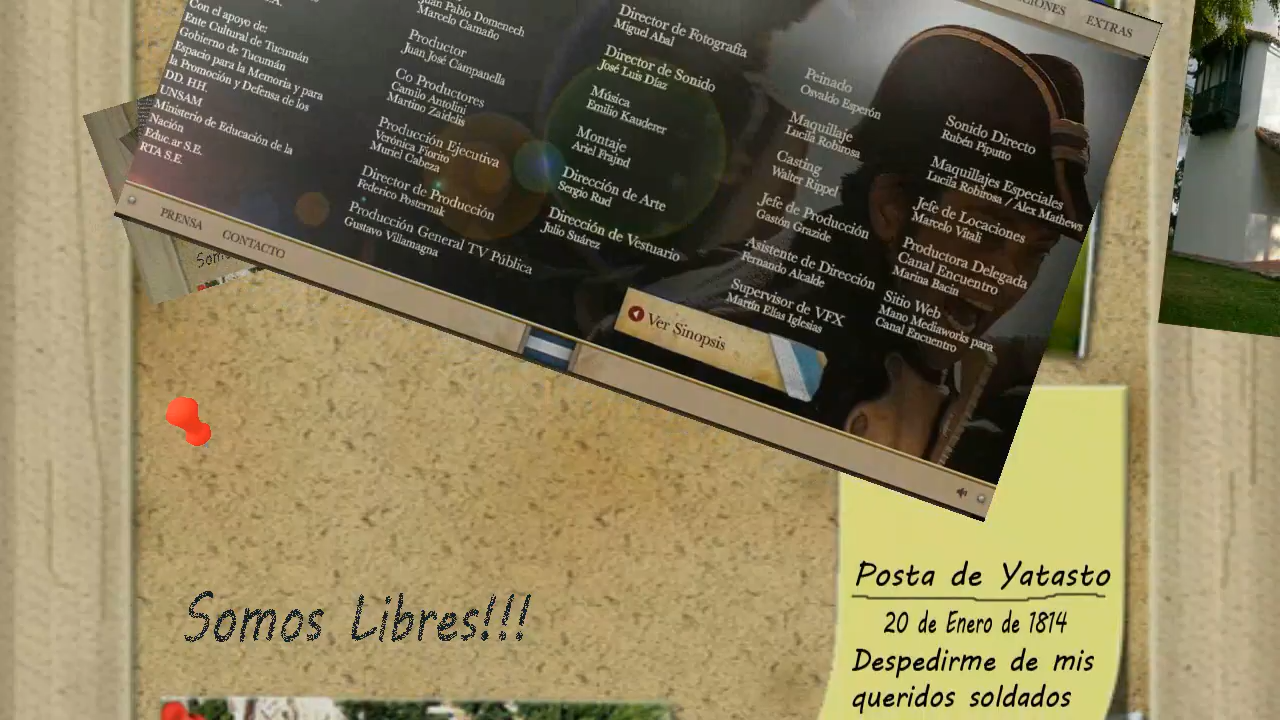 Con el apoyo de:
Ente Cultural de Tucumán
Gobierno de Tucumán
Espacio para la Memoria y para
la Promoción y Defensa de los
DD. HH.
UNSAM
Ministerio de Educación de la
Nación
Educ.ar S.E.
RTA S.E.
Juan Pablo Domenech
Marcelo Camaño
Productor
Juan José Campanella
Co Productores
Camilo Antolini
Martino Zaidelis
Producción Ejecutiva
Verónica Fiorito
Muriel Cabeza
Director de Producción
Federico Posternak
Producción General TV Pública
Gustavo Villamagna
Director de Fotografía
Miguel Abal
Director de Sonido
José Luis Díaz
Música
Emilio Kauderer
Montaje
Ariel Frajnd
Dirección de Arte
Sergio Rud
Dirección de Vestuario
Julio Suárez
Peinado
Osvaldo Esperón
Maquillaje
Lucila Robirosa
Casting
Walter Rippel
Jefe de Producción
Gastón Grazide
Asistente de Dirección
Fernando Alcalde
Supervisor de VFX
Martín Elías Iglesias
Sonido Directo
Rubén Piputto
Maquillajes Especiales
Lucila Robirosa / Alex Mathews
Jefe de Locaciones
Marcelo Vitali
Productora Delegada
Canal Encuentro
Marina Bacin
Sitio Web
Mano Mediaworks para
Canal Encuentro
EXTRAS
Ver Sinopsis
PRENSA CONTACTO
Somos Libres!!!
Posta de Yatasto
20 de Enero de 1814
Despedirme de mis
queridos soldados